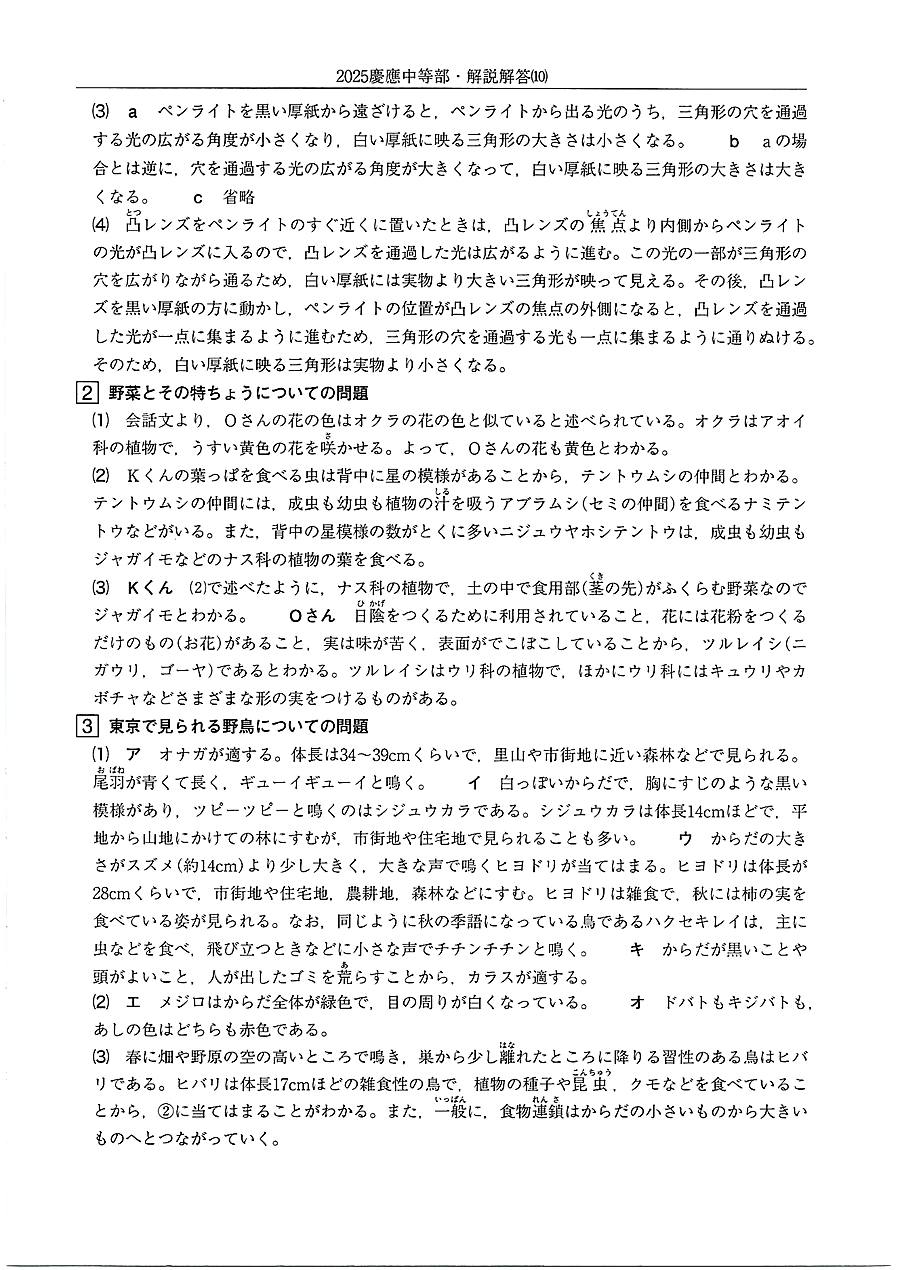 2025慶應中等部・解説解答⑽
⑶　a　ペンライトを黒い厚紙から遠ざけると，ペンライトから出る光のうち，三角形の穴を通過
する光の広がる角度が小さくなり，白い厚紙に映る三角形の大きさは小さくなる。　　b　aの場
合とは逆に，穴を通過する光の広がる角度が大きくなって，白い厚紙に映る三角形の大きさは大き
くなる。　　c　省略
⑷　凸レンズをペンライトのすぐ近くに置いたときは，凸レンズの焦点より内側からペンライト
の光が凸レンズに入るので，凸レンズを通過した光は広がるように進む。この光の一部が三角形の
穴を広がりながら通るため，白い厚紙には実物より大きい三角形が映って見える。その後，凸レン
ズを黒い厚紙の方に動かし，ペンライトの位置が凸レンズの焦点の外側になると，凸レンズを通過
した光が一点に集まるように進むため，三角形の穴を通過する光も一点に集まるように通りぬける。
そのため，白い厚紙に映る三角形は実物より小さくなる。
2　野菜とその特ちょうについての問題
⑴　会話文より，Oさんの花の色はオクラの花の色と似ていると述べられている。オクラはアオイ
科の植物で，うすい黄色の花を咲かせる。よって，Oさんの花も黄色とわかる。
⑵　Kくんの葉っぱを食べる虫は背中に星の模様があることから，テントウムシの仲間とわかる。
テントウムシの仲間には，成虫も幼虫も植物の汁を吸うアブラムシ(セミの仲間)を食べるナミテン
トウなどがいる。また，背中の星模様の数がとくに多いニジュウヤホシテントウは，成虫も幼虫も
ジャガイモなどのナス科の植物の葉を食べる。
⑶　Kくん　⑵で述べたように，ナス科の植物で，土の中で食用部(茎の先)がふくらむ野菜なので
ジャガイモとわかる。　　Oさん　日陰をつくるために利用されていること，花には花粉をつくる
だけのもの(お花)があること，実は味が苦く，表面がでこぼこしていることから，ツルレイシ(ニ
ガウリ，ゴーヤ)であるとわかる。ツルレイシはウリ科の植物で，ほかにウリ科にはキュウリやカ
ボチャなどさまざまな形の実をつけるものがある。
3　東京で見られる野鳥についての問題
⑴　ア　オナガが適する。体長は34～39cmくらいで，里山や市街地に近い森林などで見られる。
尾羽が青くて長く，ギューイギューイと鳴く。　　イ　白っぽいからだで，胸にすじのような黒い
模様があり，ツピーツピーと鳴くのはシジュウカラである。シジュウカラは体長14cmほどで，平
地から山地にかけての林にすむが，市街地や住宅地で見られることも多い。　　ウ　からだの大き
さがスズメ(約14cm)より少し大きく，大きな声で鳴くヒヨドリが当てはまる。ヒヨドリは体長が
28cmくらいで，市街地や住宅地，農耕地，森林などにすむ。ヒヨドリは雑食で，秋には柿の実を
食べている姿が見られる。なお，同じように秋の季語になっている鳥であるハクセキレイは，主に
虫などを食べ，飛び立つときなどに小さな声でチチンチチンと鳴く。　　キ　からだが黒いことや
頭がよいこと，人が出したゴミを荒らすことから，カラスが適する。
⑵　エ　メジロはからだ全体が緑色で，目の周りが白くなっている。　　オ　ドバトもキジバトも，
あしの色はどちらも赤色である。
⑶　春に畑や野原の空の高いところで鳴き，巣から少し離れたところに降りる習性のある鳥はヒバ
リである。ヒバリは体長17cmほどの雑食性の鳥で，植物の種子や昆虫，クモなどを食べているこ
とから，②に当てはまることがわかる。また，一般に，食物連鎖はからだの小さいものから大きい
ものへとつながっていく。